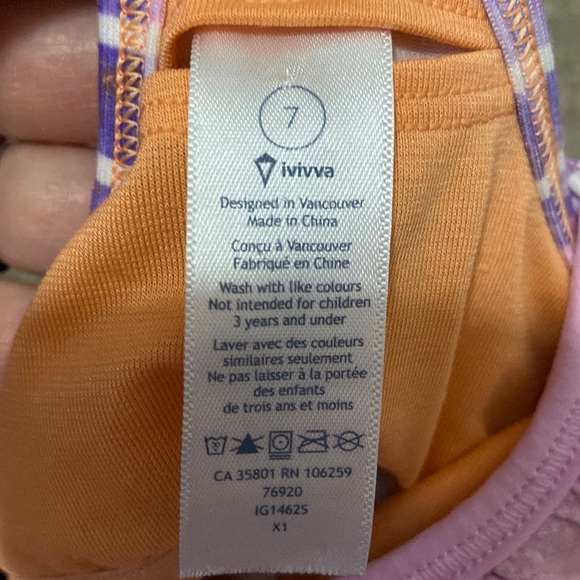 7
ivivva
Designed in Vancouver
Made in China
Conçu à Vancouver
Fabriqué en Chine
Wash with like colours
Not intended for children
3 years and under
Laver avec des couleurs
similaires seulement
Ne pas laisser à la portée
des enfants
de trois ans et moins
CA 35801 RN 106259
76920
IG1462S
X1